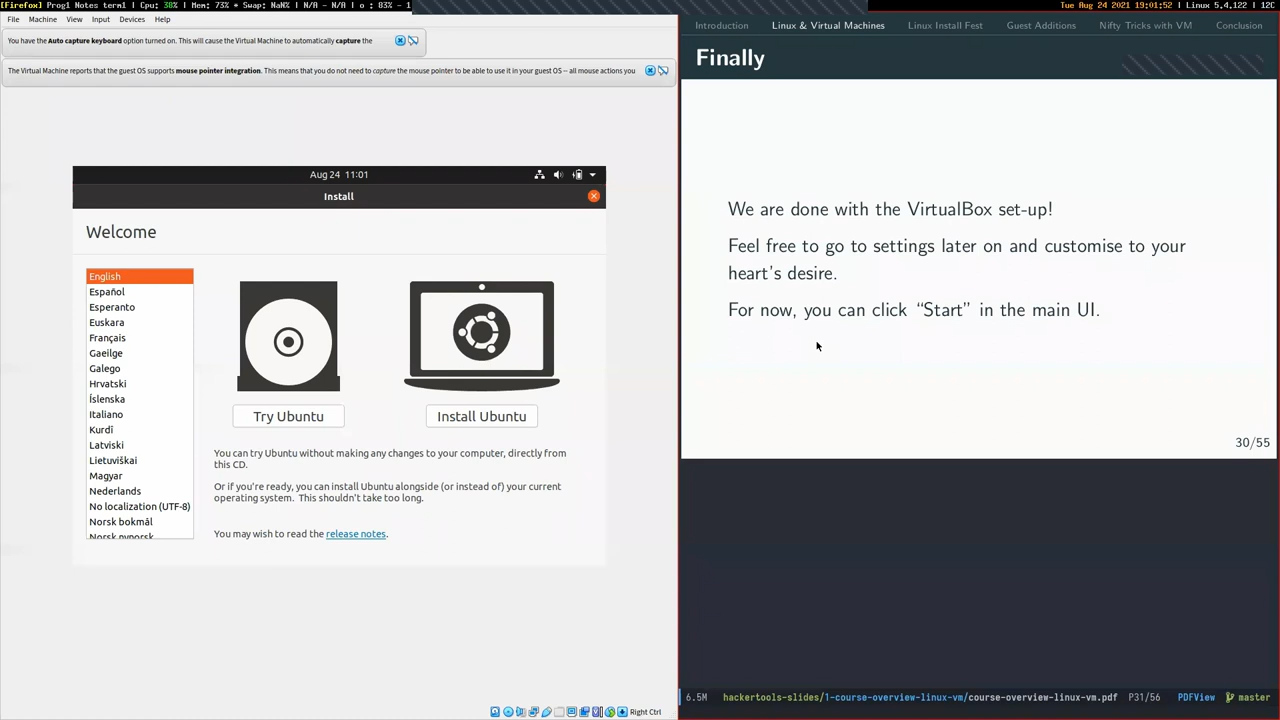 [Firefox] Prog1 Notes term1 | Cpu: 38% | Mem: 73% * Swap: NaN% | N/A - N/A | o : 83% - 1
Tue Aug 24 2021 19:01:52 | Linux 5,4,122 | 12C
File Machine View Input Devices Help
You have the Auto capture keyboard option turned on. This will cause the Virtual Machine to automatically capture the
The Virtual Machine reports that the guest OS supports mouse pointer integration. This means that you do not need to capture the mouse pointer to be able to use it in your guest OS -- all mouse actions you
Aug 24 11:01
Install
Welcome
English
Español
Esperanto
Euskara
Français
Gaeilge
Galego
Hrvatski
Íslenska
Italiano
Kurdî
Latviski
Lietuviškai
Magyar
Nederlands
No localization (UTF-8)
Norsk bokmål
Norsk nynorsk
Try Ubuntu
Install Ubuntu
You can try Ubuntu without making any changes to your computer, directly from
this CD.
Or if you're ready, you can install Ubuntu alongside (or instead of) your current
operating system. This shouldn't take too long.
You may wish to read the release notes.
Right Ctrl
Introduction Linux & Virtual Machines Linux Install Fest Guest Additions Nifty Tricks with VM Conclusion
Finally
We are done with the VirtualBox set-up!
Feel free to go to settings later on and customise to your
heart's desire.
For now, you can click “Start” in the main UI.
30/55
6.5M hackertools-slides/1-course-overview-linux-vm/course-overview-linux-vm.pdf P31/56 PDFView master